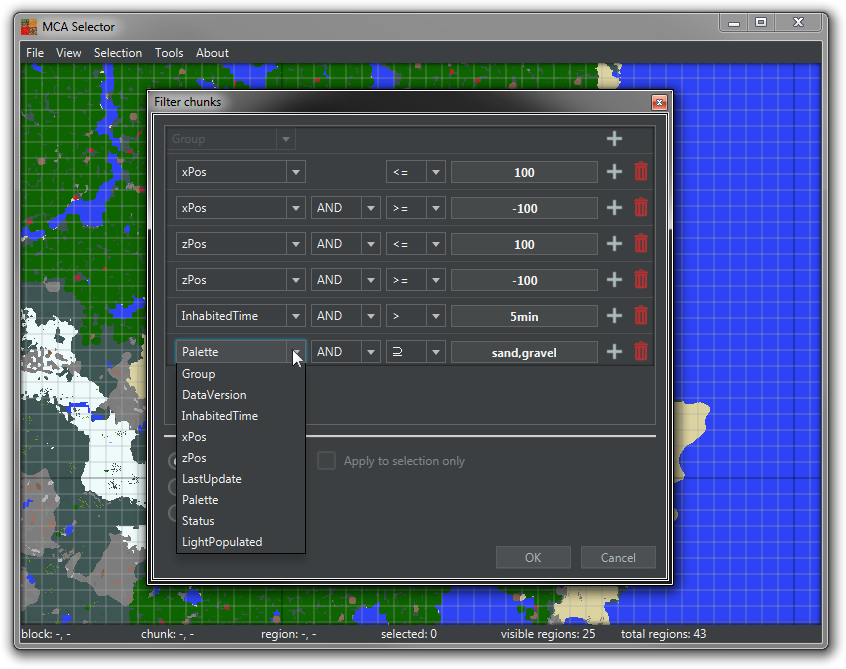 MCA Selector
File View Selection Tools About
Filter chunks
Group
xPos <= 100
xPos AND >= -100
zPos AND <= 100
zPos AND >= -100
InhabitedTime AND > 5min
Palette AND ⊇ sand,gravel
Group
DataVersion
InhabitedTime
xPos
zPos
LastUpdate
Palette
Status
LightPopulated
Apply to selection only
OK Cancel
block: -, - chunk: -, - region: -, - selected: 0 visible regions: 25 total regions: 43